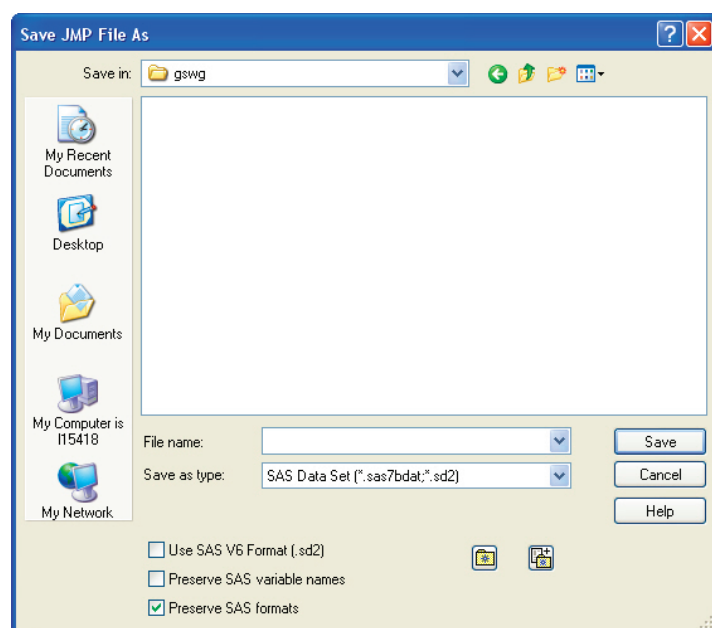 Save JMP File As
Save in: gswg
My Recent
Documents
Desktop
My Documents
My Computer is
I15418
My Network
File name:
Save
Save as type: SAS Data Set (*.sas7bdat;*.sd2)
Cancel
Help
Use SAS V6 Format (.sd2)
Preserve SAS variable names
Preserve SAS formats